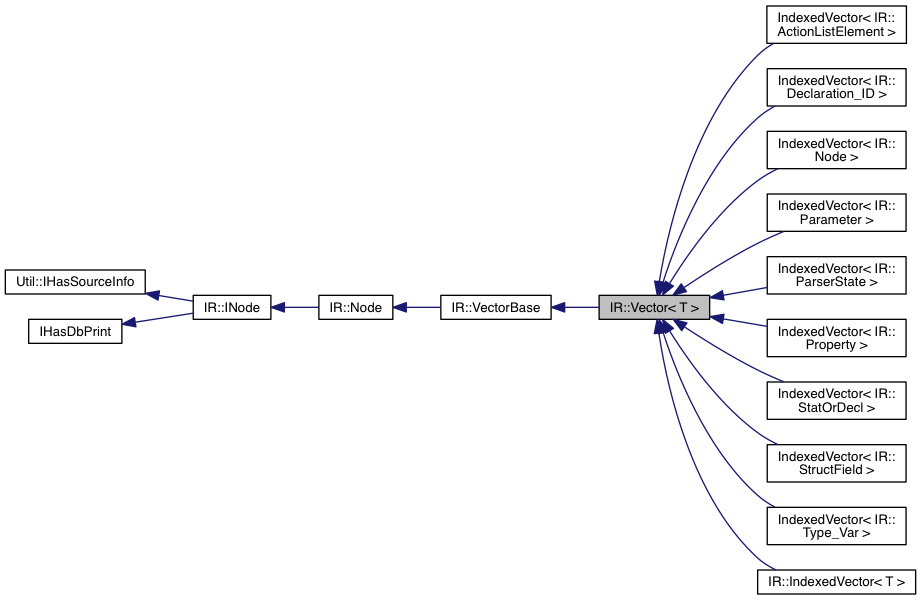 IndexedVector< IR::
ActionListElement >
IndexedVector< IR::
Declaration_ID >
IndexedVector< IR::
Node >
IndexedVector< IR::
Parameter >
IndexedVector< IR::
ParserState >
Util::IHasSourceInfo
IHasDbPrint
IR::INode
IR::Node
IR::VectorBase
IR::Vector< T >
IndexedVector< IR::
Property >
IndexedVector< IR::
StatOrDecl >
IndexedVector< IR::
StructField >
IndexedVector< IR::
Type_Var >
IR::IndexedVector< T >